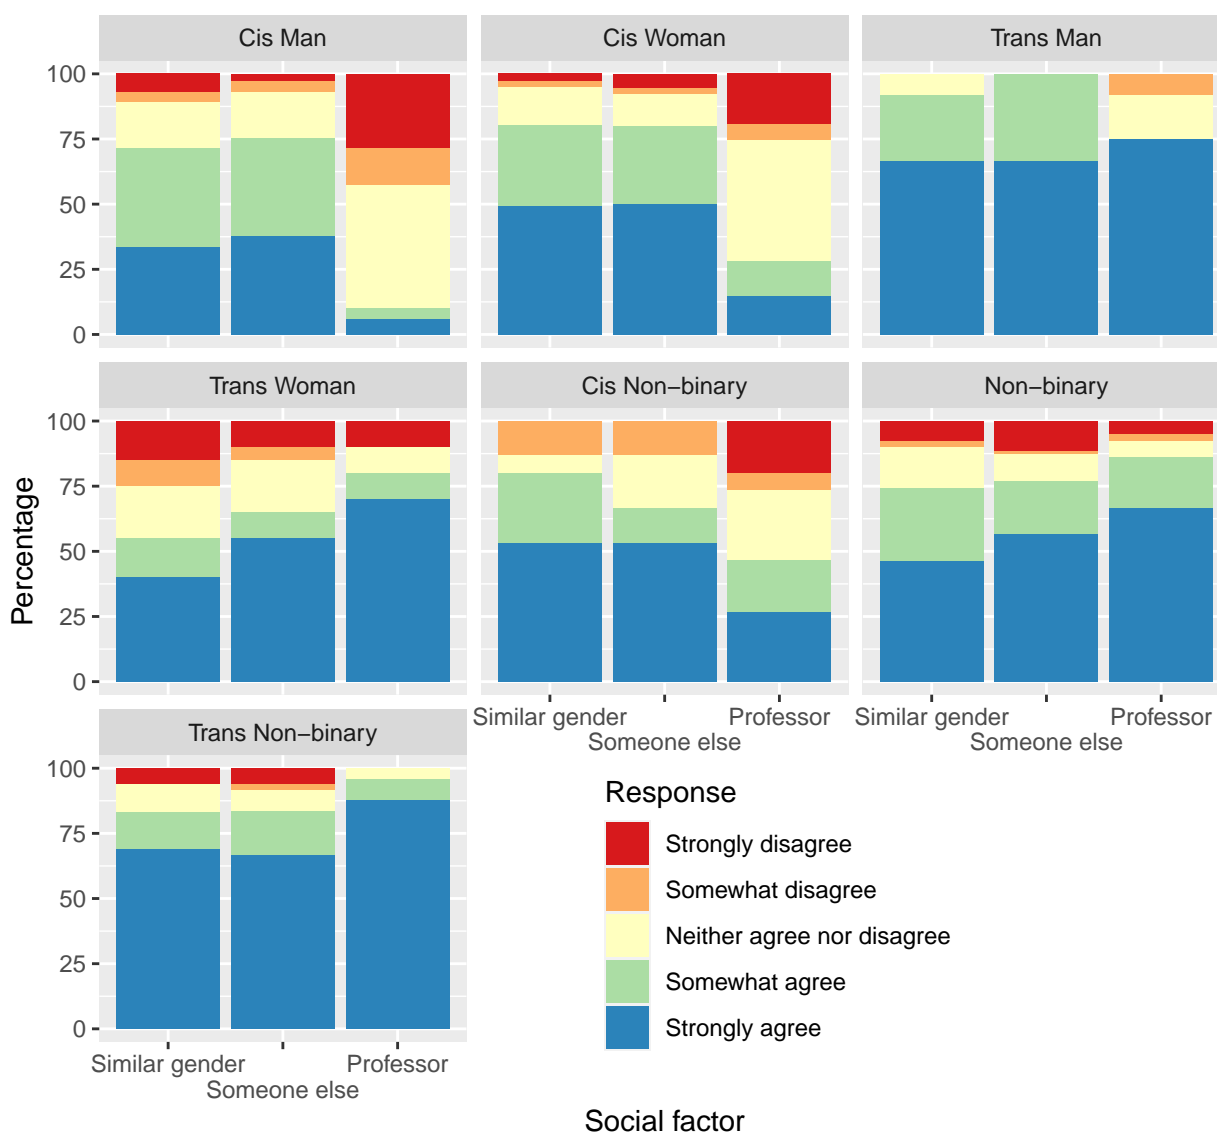 Cis Man
Cis Woman
Trans Man
100
75
50
25
0
Trans Woman
Cis Non−binary
Non−binary
100
75
50
25
0
Percentage
Similar gender
Professor
Someone else
Similar gender
Professor
Someone else
Trans Non−binary
100
75
50
25
0
Similar gender
Professor
Someone else
Response
Strongly disagree
Somewhat disagree
Neither agree nor disagree
Somewhat agree
Strongly agree
Social factor